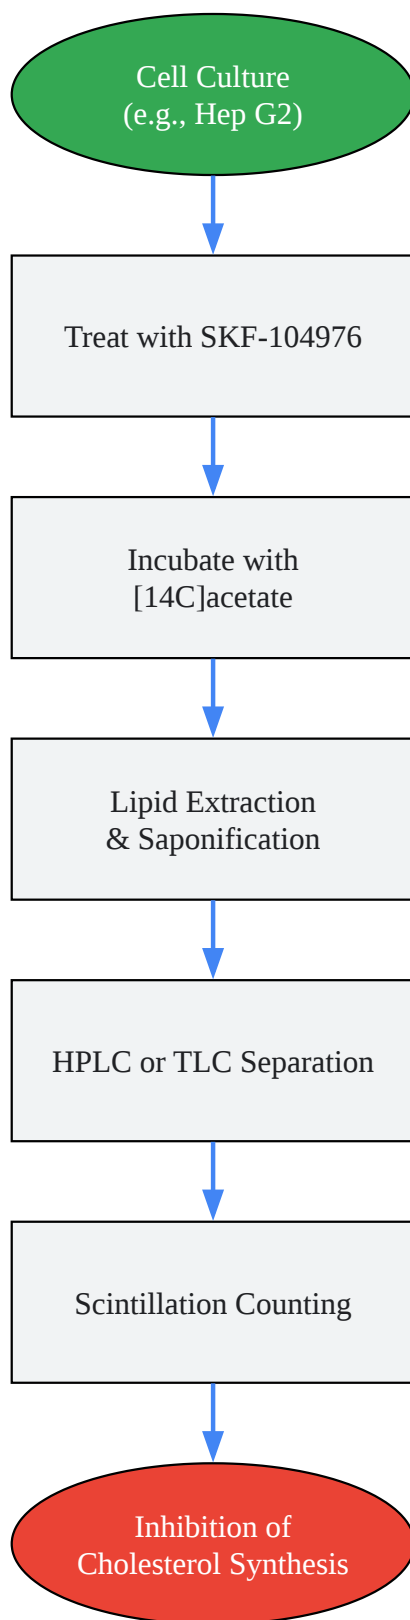 Cell Culture
(e.g., Hep G2)
Treat with SKF-104976
Incubate with
[14C]acetate
Lipid Extraction
& Saponification
HPLC or TLC Separation
Scintillation Counting
Inhibition of
Cholesterol Synthesis